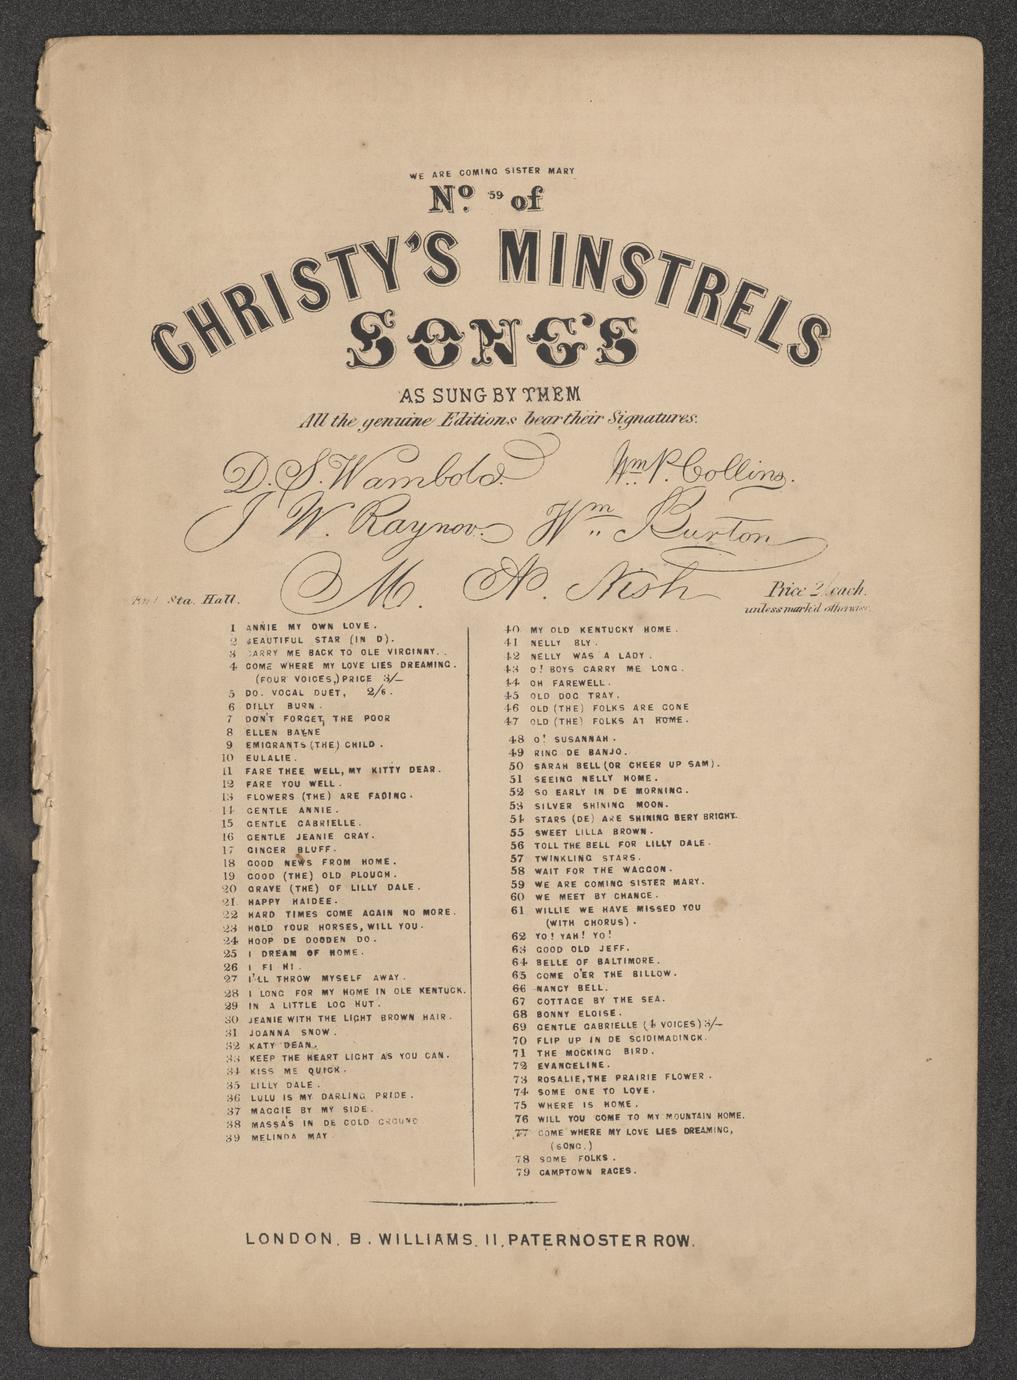 WE ARE COMING SISTER MARY
No. 59 of
CHRISTY'S MINSTRELS
SONGS
AS SUNG BY THEM
All the genuine Editions bear their Signatures.
D. S. Wambold. Wm. P. Collins.
J W. Raynor. Wm. Burton
Sta. Hall. M. A. Nish Price 2/ each.
unless mark'd otherwise.
1 ANNIE MY OWN LOVE.
2 BEAUTIFUL STAR (IN D).
3 CARRY ME BACK TO OLE VIRGINNY..
4 COME WHERE MY LOVE LIES DREAMING.
(FOUR VOICES,) PRICE 3/–
5 DO. VOCAL DUET, 2/6.
6 DILLY BURN.
7 DON'T FORGET, THE POOR
8 ELLEN BAYNE
9 EMIGRANTS (THE) CHILD.
10 EULALIE.
11 FARE THEE WELL, MY KITTY DEAR.
12 FARE YOU WELL.
13 FLOWERS (THE) ARE FADING.
14 GENTLE ANNIE.
15 GENTLE GABRIELLE.
16 GENTLE JEANIE GRAY.
17 GINGER BLUFF.
18 GOOD NEWS FROM HOME.
19 GOOD (THE) OLD PLOUGH.
20 GRAVE (THE) OF LILLY DALE.
21 HAPPY HAIDEE.
22 HARD TIMES COME AGAIN NO MORE.
23 HOLD YOUR HORSES, WILL YOU.
24 HOOP DE DOODEN DO.
25 I DREAM OF HOME.
26 I FI HI.
27 I'LL THROW MYSELF AWAY.
28 I LONG FOR MY HOME IN OLE KENTUCK.
29 IN A LITTLE LOG HUT.
30 JEANIE WITH THE LIGHT BROWN HAIR.
31 JOANNA SNOW.
32 KATY DEAN.
33 KEEP THE HEART LIGHT AS YOU CAN.
34 KISS ME QUICK.
35 LILLY DALE.
36 LULU IS MY DARLING PRIDE.
37 MAGGIE BY MY SIDE.
38 MASSA'S IN DE COLD GROUND
39 MELINDA MAY
40 MY OLD KENTUCKY HOME.
41 NELLY BLY.
42 NELLY WAS A LADY.
43 O! BOYS CARRY ME LONG.
44 OH FAREWELL.
45 OLD DOG TRAY.
46 OLD (THE) FOLKS ARE GONE
47 OLD (THE) FOLKS AT HOME.
48 O! SUSANNAH.
49 RING DE BANJO.
50 SARAH BELL (OR CHEER UP SAM).
51 SEEING NELLY HOME.
52 SO EARLY IN DE MORNING.
53 SILVER SHINING MOON.
54 STARS (DE) ARE SHINING BERY BRIGHT.
55 SWEET LILLA BROWN.
56 TOLL THE BELL FOR LILLY DALE.
57 TWINKLING STARS.
58 WAIT FOR THE WAGGON.
59 WE ARE COMING SISTER MARY.
60 WE MEET BY CHANCE.
61 WILLIE WE HAVE MISSED YOU
(WITH CHORUS).
62 YO! YAH! YO!
63 GOOD OLD JEFF.
64 BELLE OF BALTIMORE.
65 COME O'ER THE BILLOW.
66 NANCY BELL.
67 COTTAGE BY THE SEA.
68 BONNY ELOISE.
69 GENTLE GABRIELLE (4 VOICES) 3/–
70 FLIP UP IN DE SCIDIMADINCK.
71 THE MOCKING BIRD.
72 EVANGELINE.
73 ROSALIE, THE PRAIRIE FLOWER.
74 SOME ONE TO LOVE.
75 WHERE IS HOME.
76 WILL YOU COME TO MY MOUNTAIN HOME.
77 COME WHERE MY LOVE LIES DREAMING,
(SONG.)
78 SOME FOLKS.
79 CAMPTOWN RACES.
LONDON. B. WILLIAMS. 11, PATERNOSTER ROW.